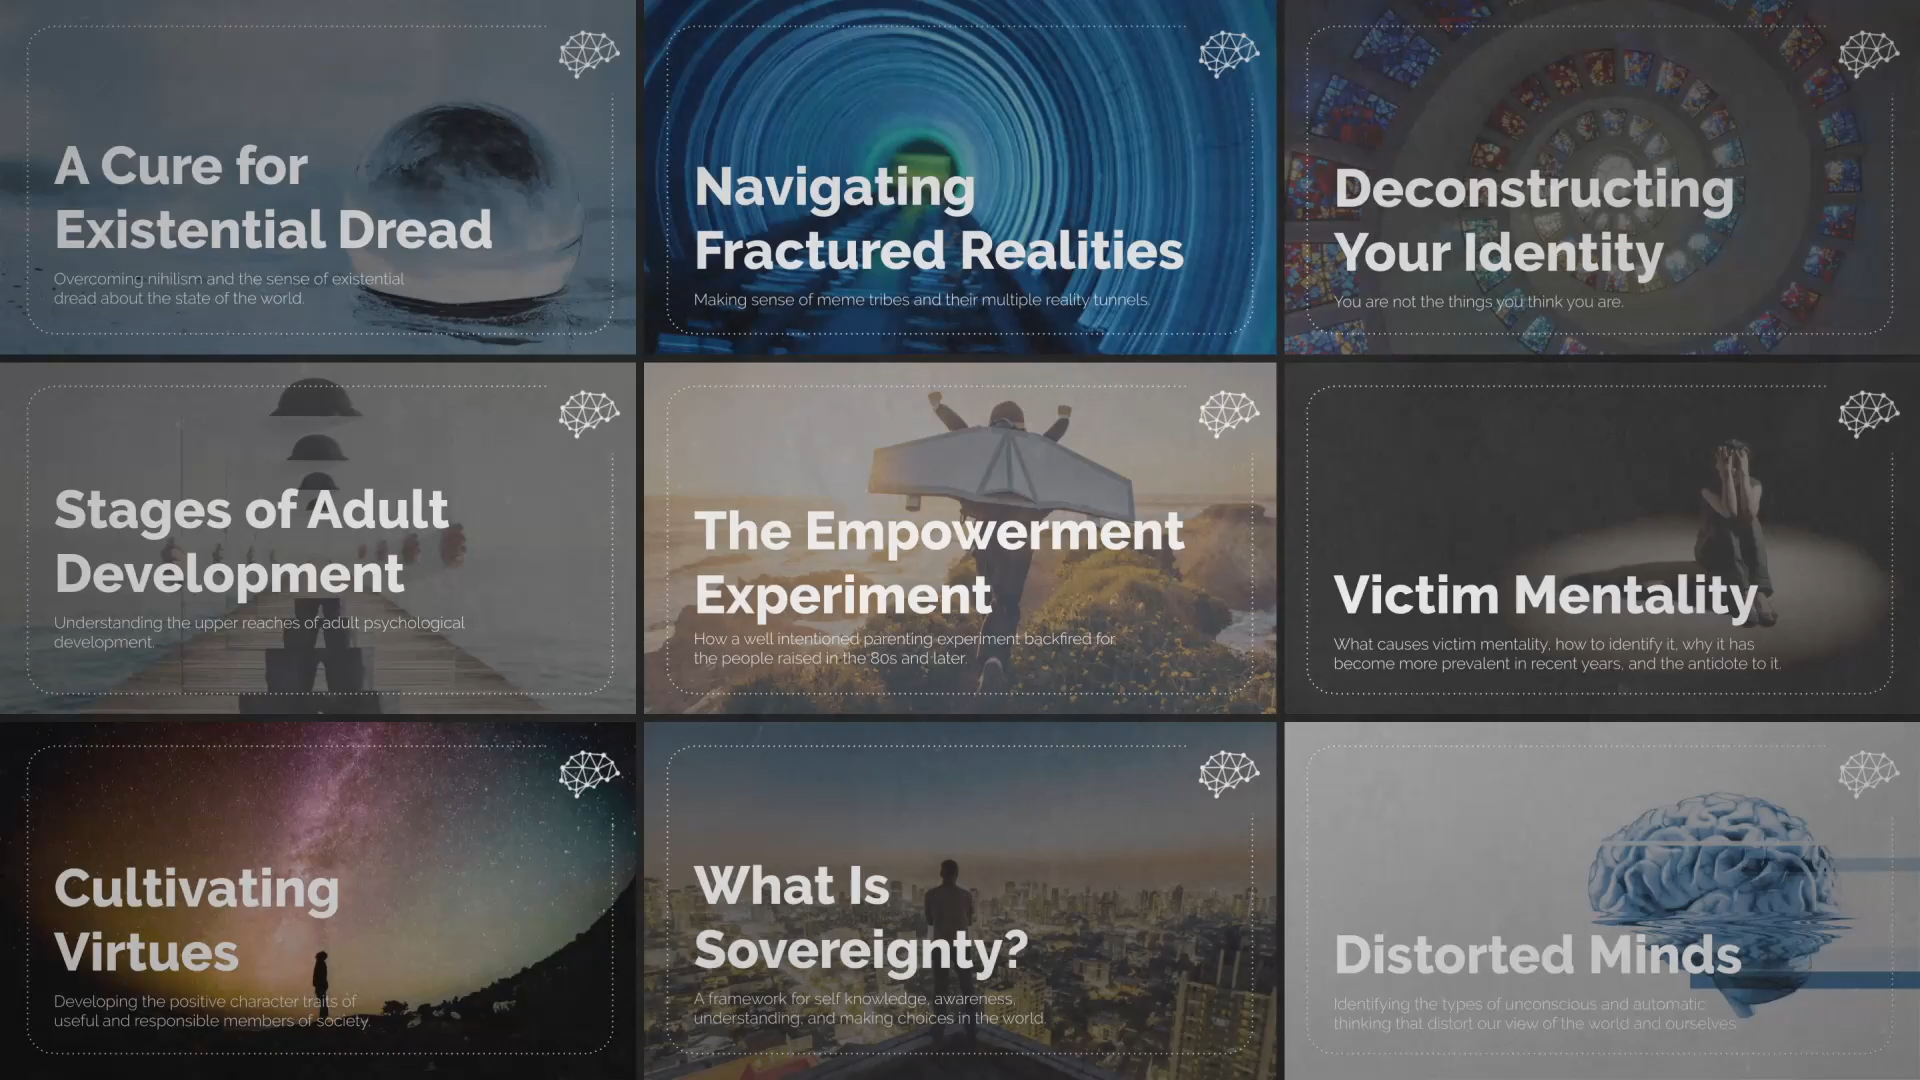 A Cure for
Existential Dread
Overcoming nihilism and the sense of existential
dread about the state of the world.
Navigating
Fractured Realities
Making sense of meme tribes and their multiple reality tunnels.
Deconstructing
Your Identity
You are not the things you think you are.
Stages of Adult
Development
Understanding the upper reaches of adult psychological
development.
The Empowerment
Experiment
How a well intentioned parenting experiment backfired for
the people raised in the '80s and later.
Victim Mentality
What causes victim mentality, how to identify it, why it has
become more prevalent in recent years, and the antidote to it.
Cultivating
Virtues
Developing the positive character traits of
useful and responsible members of society.
What Is
Sovereignty?
A framework for self knowledge, awareness,
understanding, and making choices in the world.
Distorted Minds
Identifying the types of unconscious and automatic
thinking that distort our view of the world and ourselves.